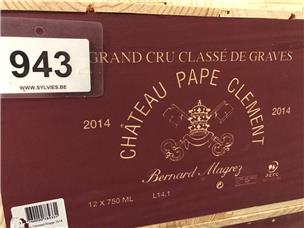 943
WWW.SYLVIES.BE
GRAND CRU CLASSÉ DE GRAVES
CHÂTEAU PAPE CLEMENT
2014
2014
Bernard Magrez
12 X 750 ML
L14.1